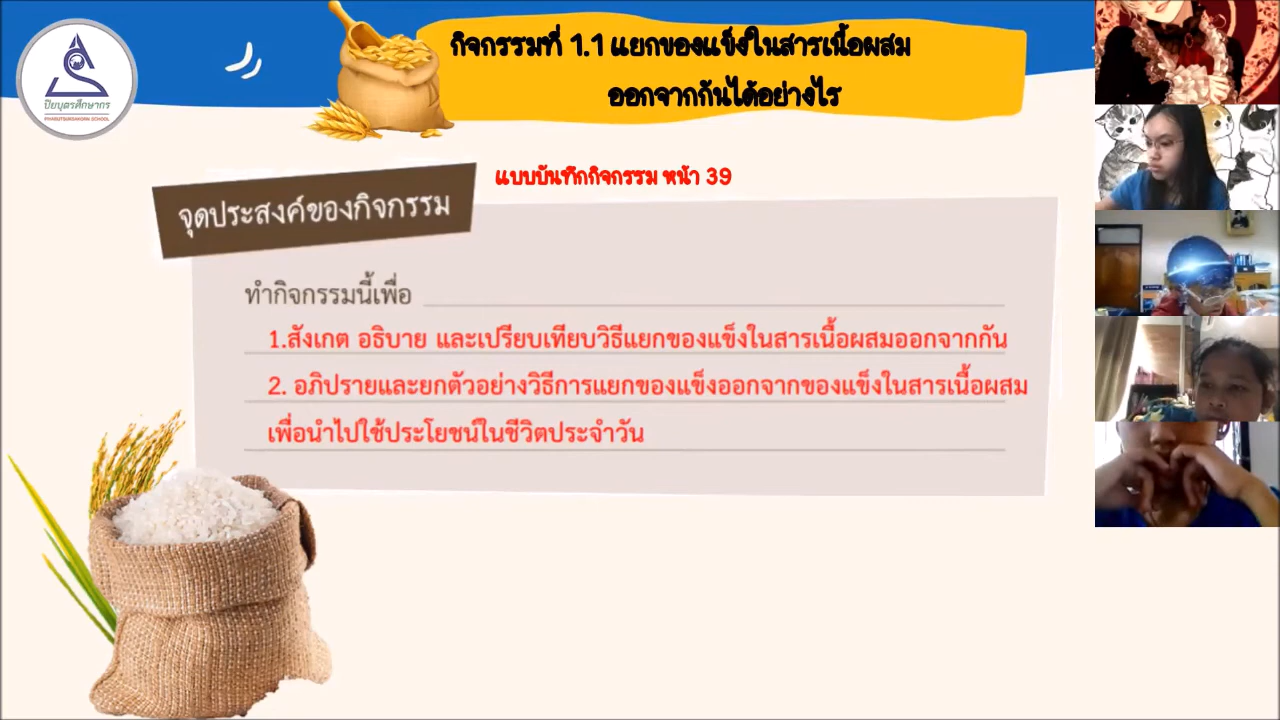 ปิยบุตรศึกษากร
PIYABUTSUKSAKORN SCHOOL
กิจกรรมที่ 1.1 แยกของแข็งในสารเนื้อผสม
ออกจากกันได้อย่างไร
แบบบันทึกกิจกรรม หน้า 39
จุดประสงค์ของกิจกรรม
ทำกิจกรรมนี้เพื่อ
1.สังเกต อธิบาย และเปรียบเทียบวิธีแยกของแข็งในสารเนื้อผสมออกจากกัน
2. อภิปรายและยกตัวอย่างวิธีการแยกของแข็งออกจากของแข็งในสารเนื้อผสม
เพื่อนำไปใช้ประโยชน์ในชีวิตประจำวัน